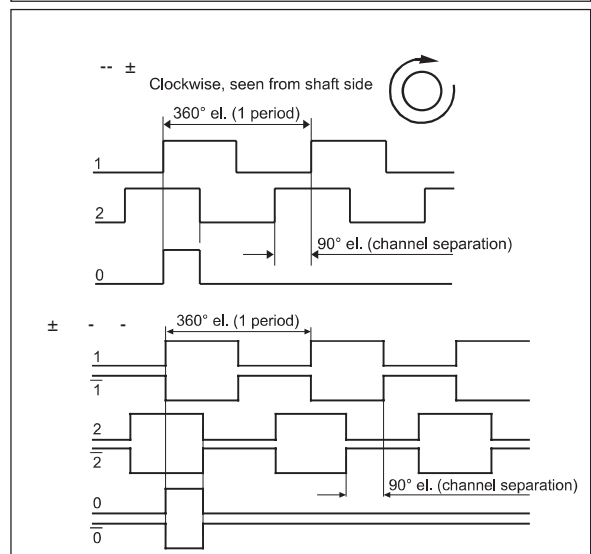 -- ±
Clockwise, seen from shaft side
360° el. (1 period)
1
2
90° el. (channel separation)
0
± - -
360° el. (1 period)
1
1̅
2
2̅
90° el. (channel separation)
0
0̅